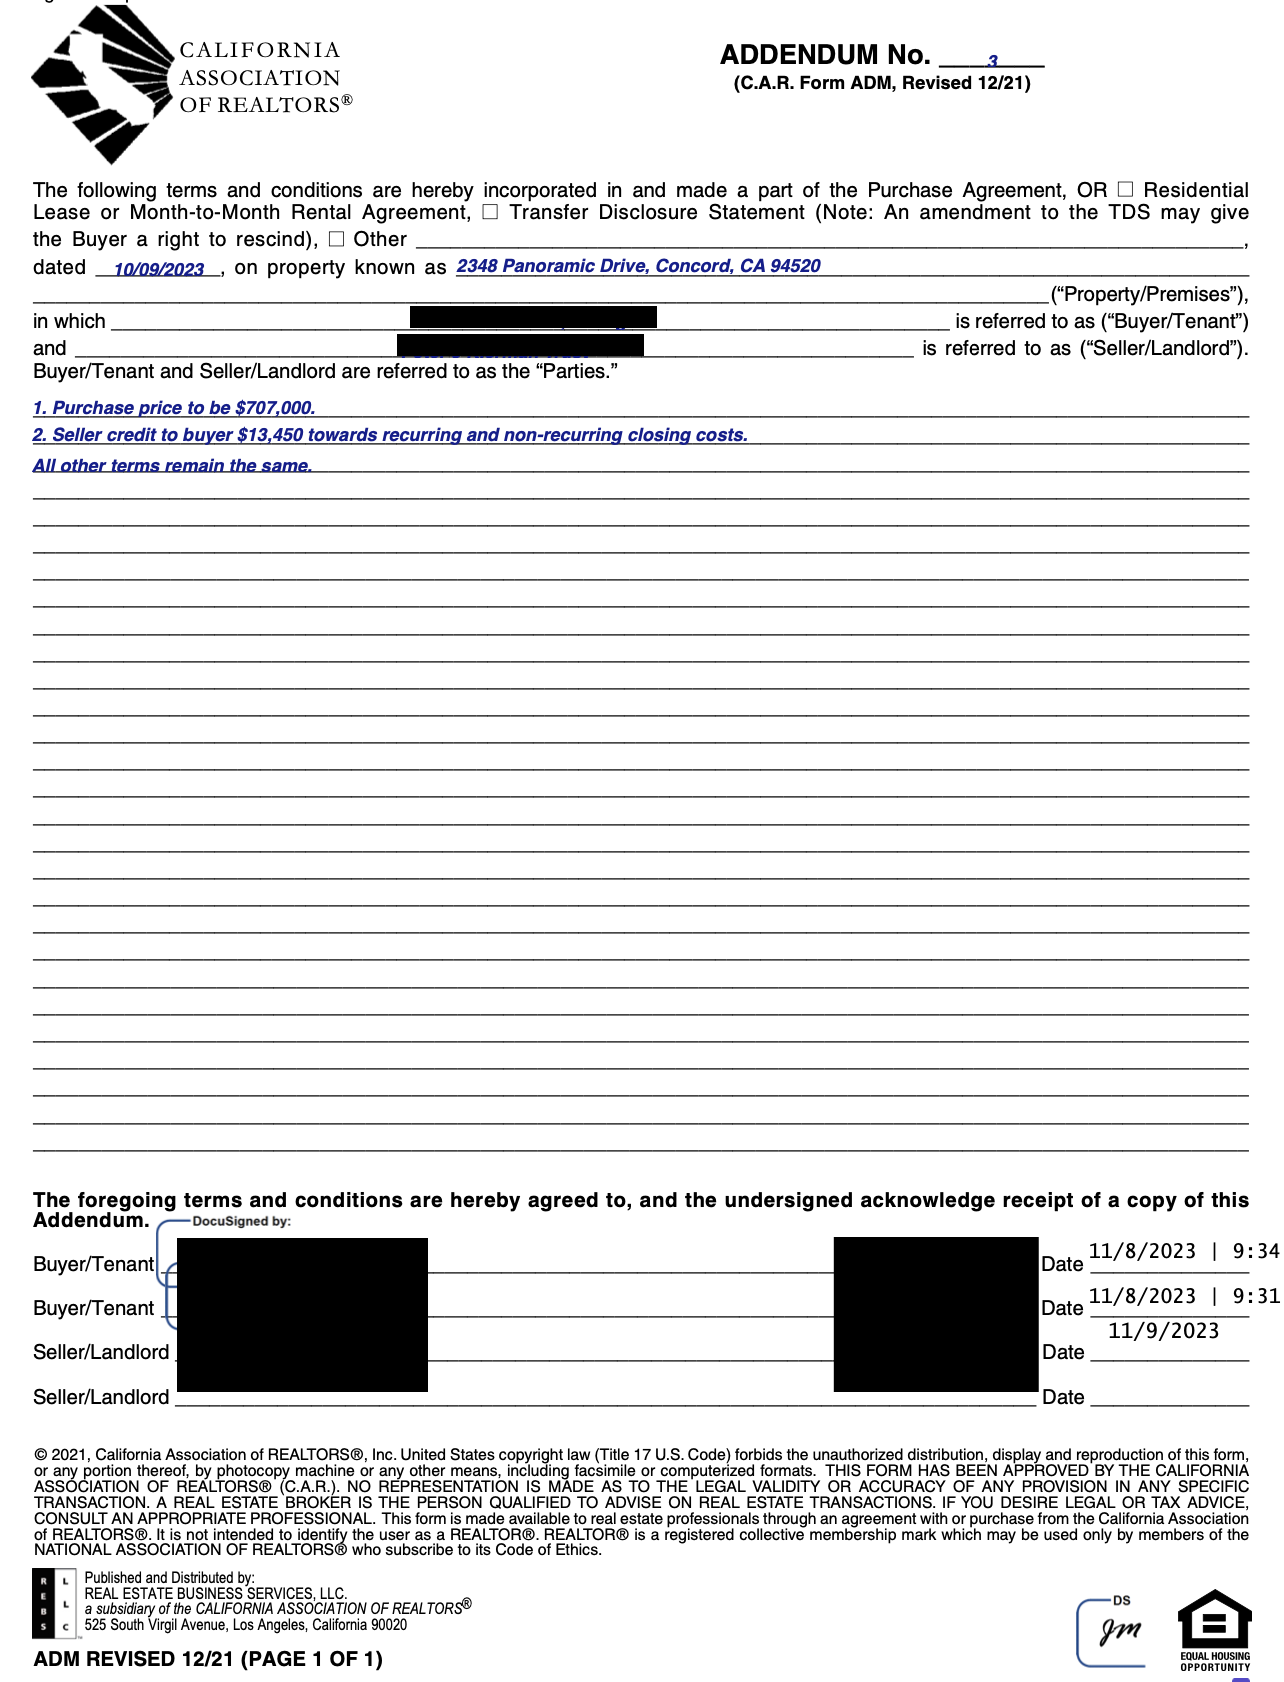 CALIFORNIA
ASSOCIATION
OF REALTORS®
ADDENDUM No. 3
(C.A.R. Form ADM, Revised 12/21)
The following terms and conditions are hereby incorporated in and made a part of the Purchase Agreement, OR ☐ Residential
Lease or Month-to-Month Rental Agreement, ☐ Transfer Disclosure Statement (Note: An amendment to the TDS may give
the Buyer a right to rescind), ☐ Other ,
dated 10/09/2023 , on property known as 2348 Panoramic Drive, Concord, CA 94520
(“Property/Premises”),
in which is referred to as (“Buyer/Tenant”)
and is referred to as (“Seller/Landlord”).
Buyer/Tenant and Seller/Landlord are referred to as the “Parties.”
1. Purchase price to be $707,000.
2. Seller credit to buyer $13,450 towards recurring and non-recurring closing costs.
All other terms remain the same.
The foregoing terms and conditions are hereby agreed to, and the undersigned acknowledge receipt of a copy of this
Addendum.
DocuSigned by:
Buyer/Tenant Date 11/8/2023 | 9:34
Buyer/Tenant Date 11/8/2023 | 9:31
Seller/Landlord Date 11/9/2023
Seller/Landlord Date
© 2021, California Association of REALTORS®, Inc. United States copyright law (Title 17 U.S. Code) forbids the unauthorized distribution, display and reproduction of this form,
or any portion thereof, by photocopy machine or any other means, including facsimile or computerized formats. THIS FORM HAS BEEN APPROVED BY THE CALIFORNIA
ASSOCIATION OF REALTORS® (C.A.R.). NO REPRESENTATION IS MADE AS TO THE LEGAL VALIDITY OR ACCURACY OF ANY PROVISION IN ANY SPECIFIC
TRANSACTION. A REAL ESTATE BROKER IS THE PERSON QUALIFIED TO ADVISE ON REAL ESTATE TRANSACTIONS. IF YOU DESIRE LEGAL OR TAX ADVICE,
CONSULT AN APPROPRIATE PROFESSIONAL. This form is made available to real estate professionals through an agreement with or purchase from the California Association
of REALTORS®. It is not intended to identify the user as a REALTOR®. REALTOR® is a registered collective membership mark which may be used only by members of the
NATIONAL ASSOCIATION OF REALTORS® who subscribe to its Code of Ethics.
REBS LLC
Published and Distributed by:
REAL ESTATE BUSINESS SERVICES, LLC.
a subsidiary of the CALIFORNIA ASSOCIATION OF REALTORS®
525 South Virgil Avenue, Los Angeles, California 90020
ADM REVISED 12/21 (PAGE 1 OF 1)
DS
JM
EQUAL HOUSING
OPPORTUNITY